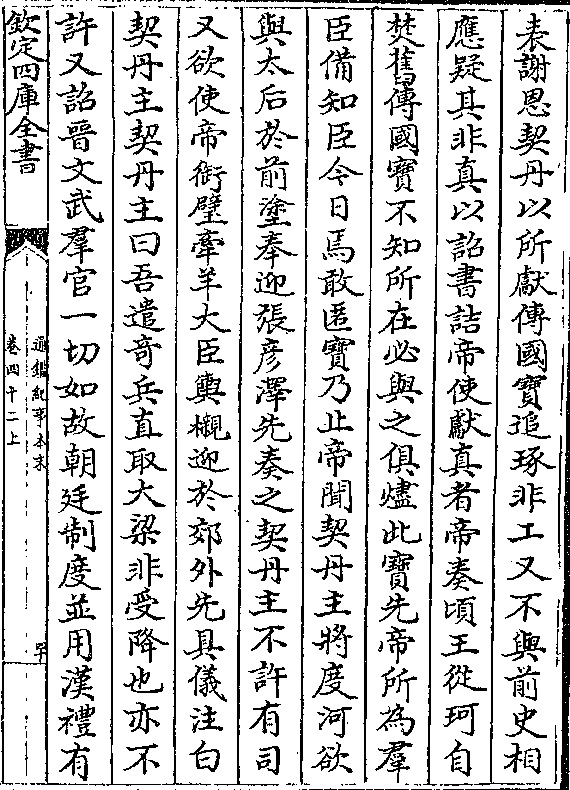 表謝恩契丹以所獻傳國寶追琢非工又不與前史相
應疑其非真以詔書詰帝使獻真者帝奏頃王從珂自
焚舊傳國寶不知所在必與之俱燼此寶先帝所為羣
臣備知臣今日焉敢匿寶乃止帝聞契丹主將度河欲
與太后於前塗奉迎張彥澤先奏之契丹主不許有司
又欲使帝銜璧牽羊大臣輿櫬迎於郊外先具儀注白
契丹主契丹主曰吾遣奇兵直取大梁非受降也亦不
許又詔晉文武羣官一切如故朝廷制度並用漢禮有
欽定四庫全書
通鑑紀事本末
卷四十二上